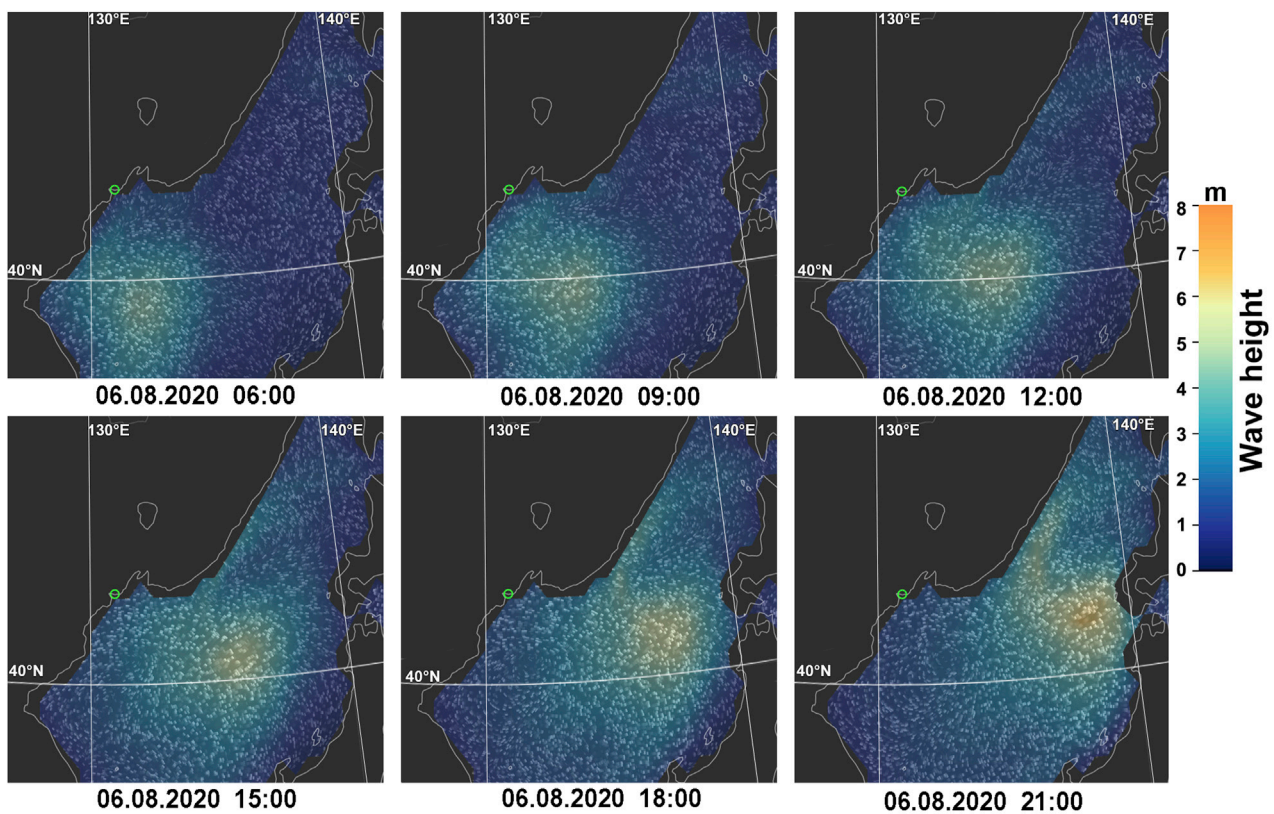 130°E 140°E
40°N
06.08.2020 06:00
130°E
40°N
06.08.2020 09:00
130°E 140°E
40°N
06.08.2020 12:00
m
8
7
6
5
4
3
2
1
0
Wave height
130°E 140°E
40°N
06.08.2020 15:00
130°E 140°E
40°N
06.08.2020 18:00
130°E 140°E
40°N
06.08.2020 21:00